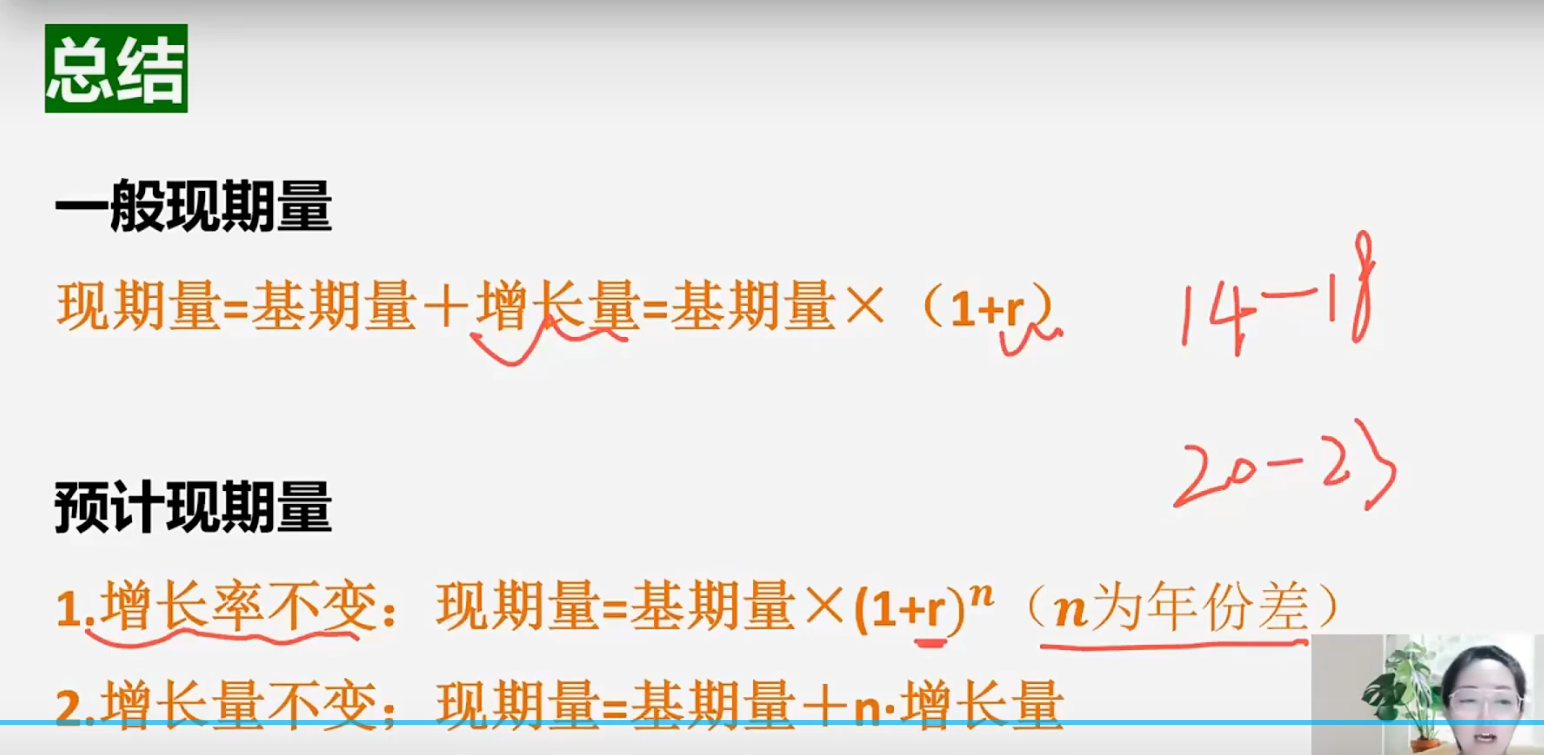 总结
一般现期量
现期量=基期量＋增长量=基期量×（1+r）
14-18
20-23
预计现期量
1.增长率不变：现期量=基期量×(1+r)ⁿ（n为年份差）
2.增长量不变；现期量=基期量＋n·增长量